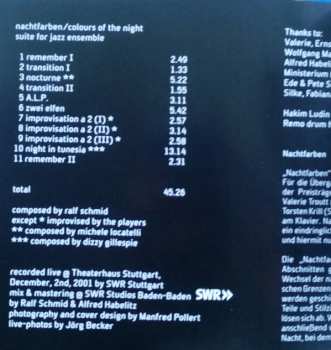 nachtfarben/colours of the night
suite for jazz ensemble
1 remember I 2.49
2 transition I 1.33
3 nocturne ** 5.22
4 transition II 1.55
5 A.L.P. 3.11
6 zwei elfen 5.42
7 improvisation a 2 (I) * 2.57
8 improvisation a 2 (II) * 3.14
9 improvisation a 2 (III) * 2.58
10 night in tunesia *** 13.14
11 remember II 2.31
total 45.26
composed by ralf schmid
except * improvised by the players
** composed by michele locatelli
*** composed by dizzy gillespie
recorded live @ Theaterhaus Stuttgart,
December, 2nd, 2001 by SWR Stuttgart
mix & mastering @ SWR Studios Baden-Baden SWR»
by Ralf Schmid & Alfred Habelitz
photography and cover design by Manfred Pollert
live-photos by Jörg Becker
Thanks to:
Valerie, Erns
Wolfgang Ma
Alfred Habeli
Ministerium
Ede & Pete S
Silke, Fabian
Hakim Ludin
Remo drum h
Nachtfarben
„Nachtfarben"
Für die Überg
der Preisträg
Valerie Troutt
Torsten Krill (S
am Klavier. Na
ein eindringlic
und hiermit n
Die „Nachtfa
Abschnitten
Wechsel der n
schen Grenzen
werden gesch
Teile und Stilzi
lösen sich ab. V
anschließend
Nacht, bei dem